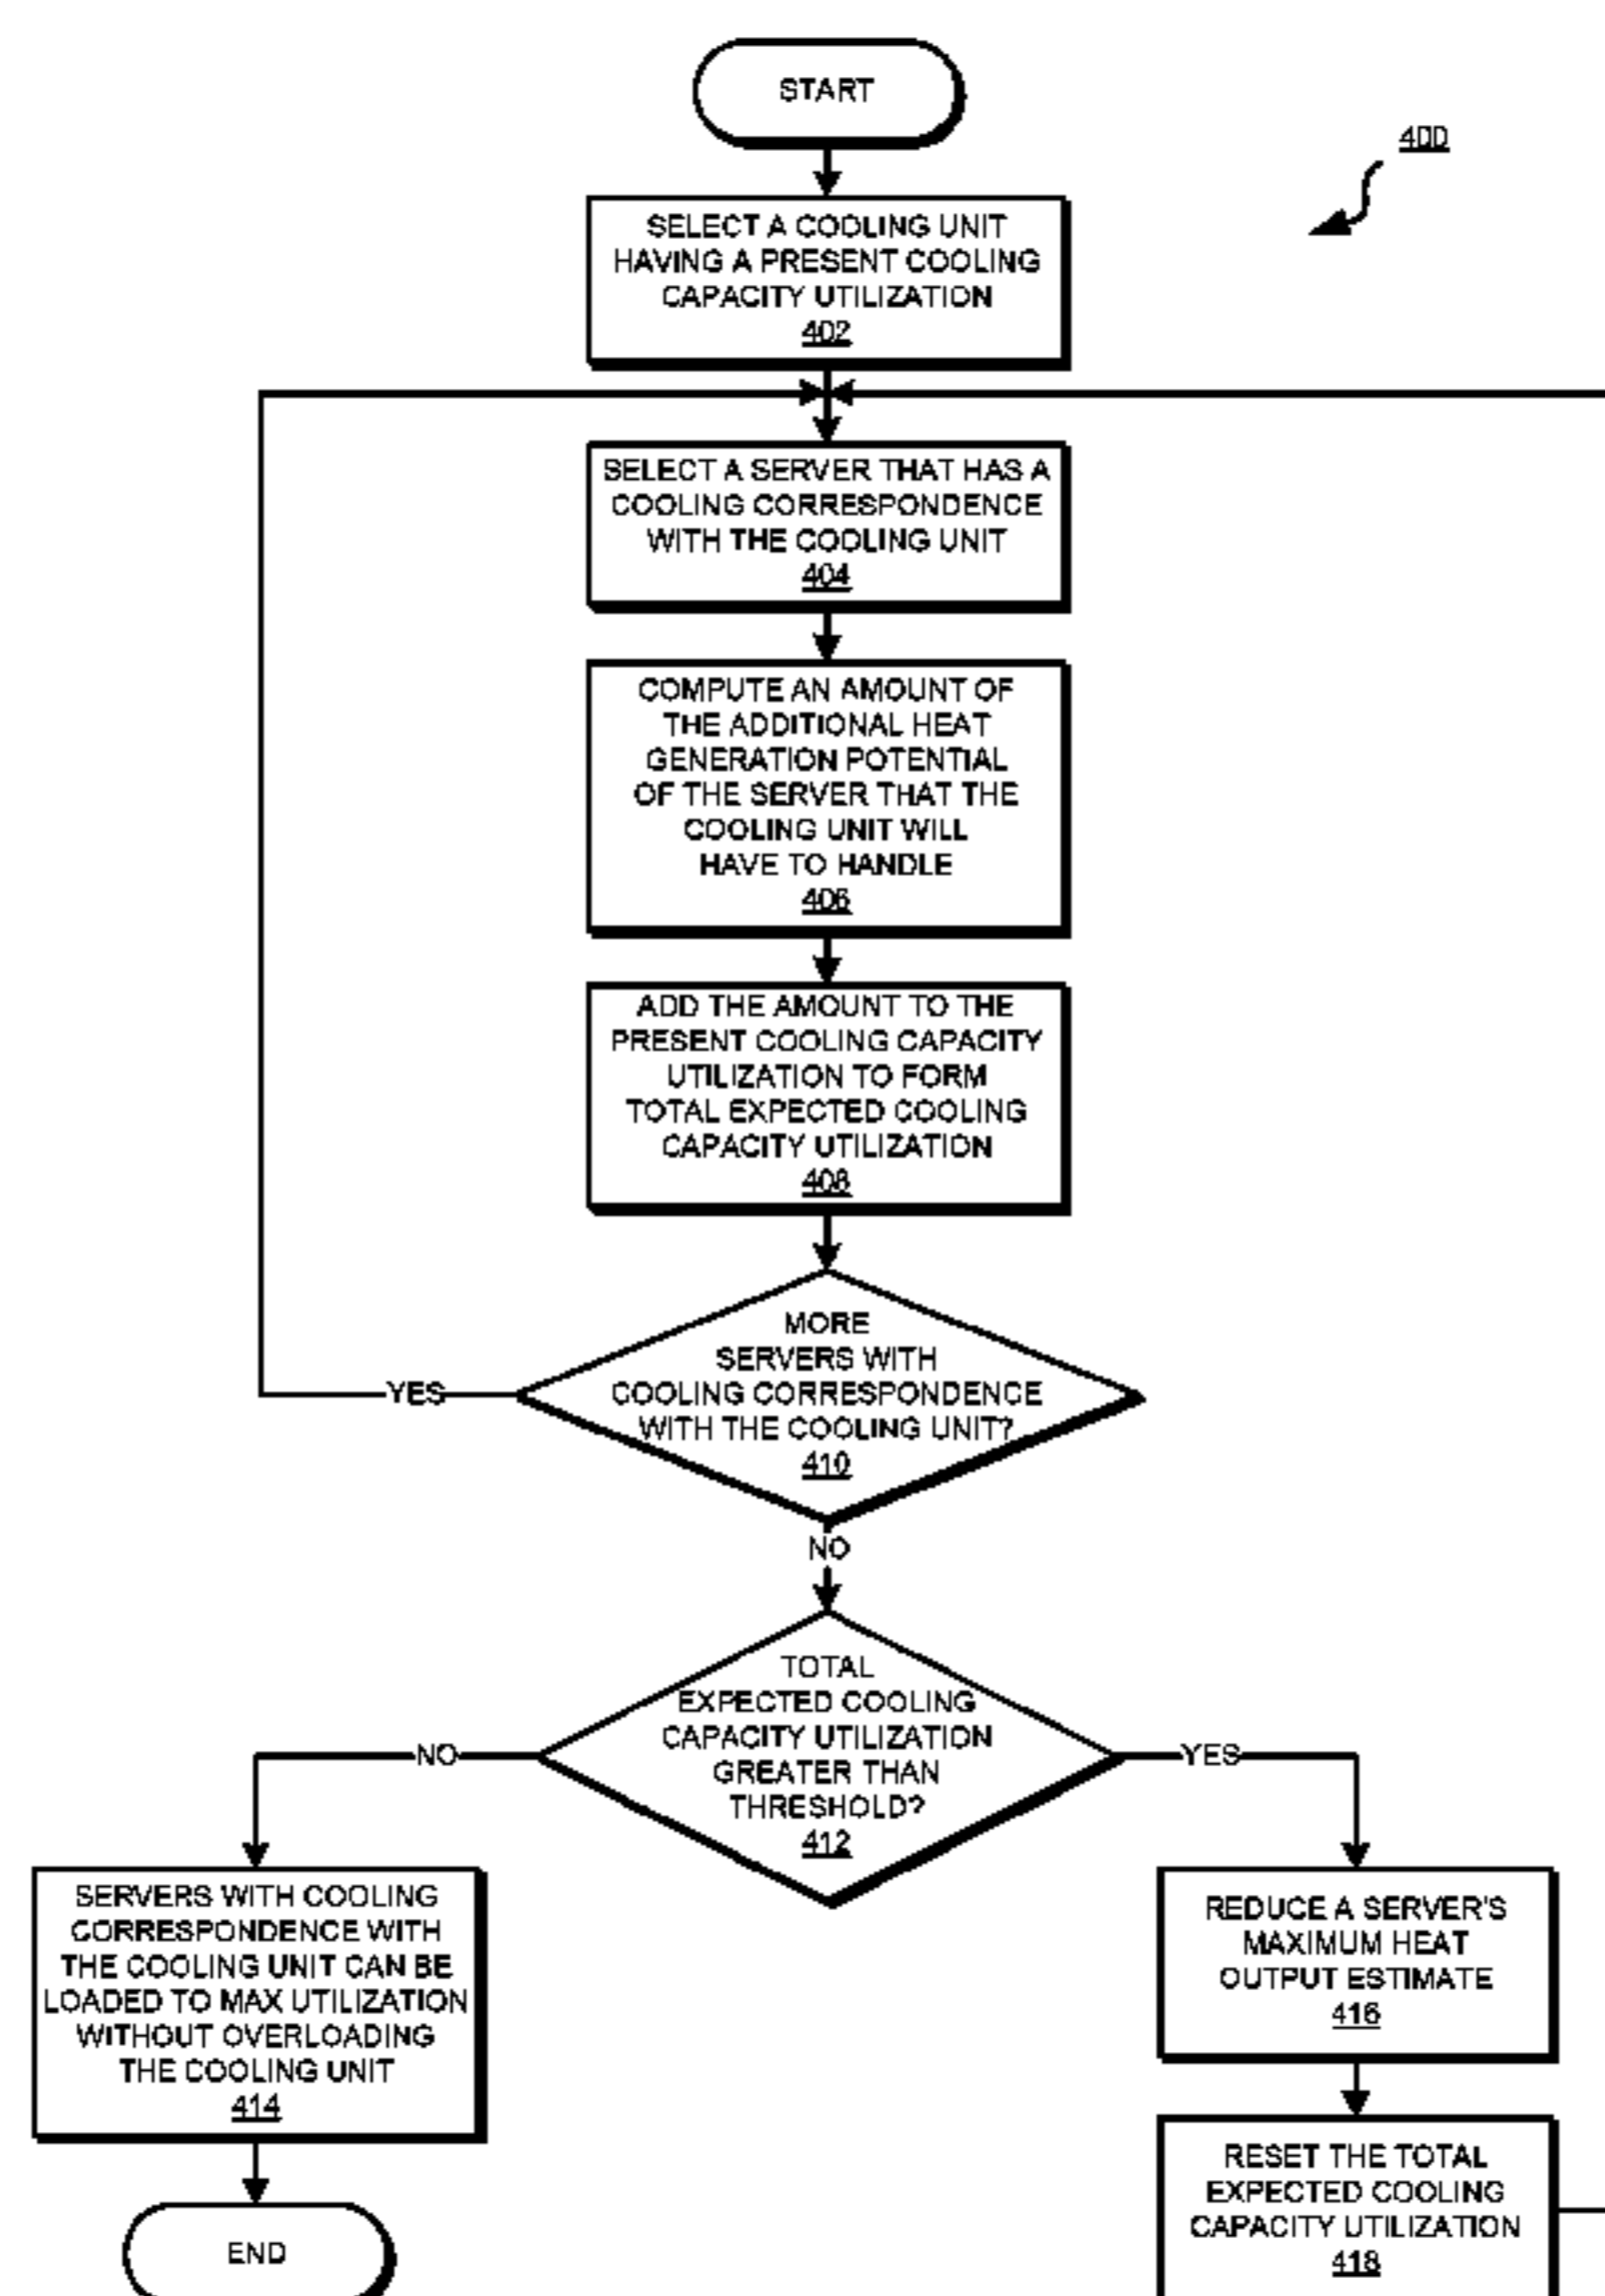 START
400
SELECT A COOLING UNIT
HAVING A PRESENT COOLING
CAPACITY UTILIZATION
402
SELECT A SERVER THAT HAS A
COOLING CORRESPONDENCE
WITH THE COOLING UNIT
404
COMPUTE AN AMOUNT OF
THE ADDITIONAL HEAT
GENERATION POTENTIAL
OF THE SERVER THAT THE
COOLING UNIT WILL
HAVE TO HANDLE
406
ADD THE AMOUNT TO THE
PRESENT COOLING CAPACITY
UTILIZATION TO FORM
TOTAL EXPECTED COOLING
CAPACITY UTILIZATION
408
MORE
SERVERS WITH
COOLING CORRESPONDENCE
WITH THE COOLING UNIT?
410
YES
NO
TOTAL
EXPECTED COOLING
CAPACITY UTILIZATION
GREATER THAN
THRESHOLD?
412
NO
YES
SERVERS WITH COOLING
CORRESPONDENCE WITH
THE COOLING UNIT CAN BE
LOADED TO MAX UTILIZATION
WITHOUT OVERLOADING
THE COOLING UNIT
414
REDUCE A SERVER'S
MAXIMUM HEAT
OUTPUT ESTIMATE
416
RESET THE TOTAL
EXPECTED COOLING
CAPACITY UTILIZATION
418
END